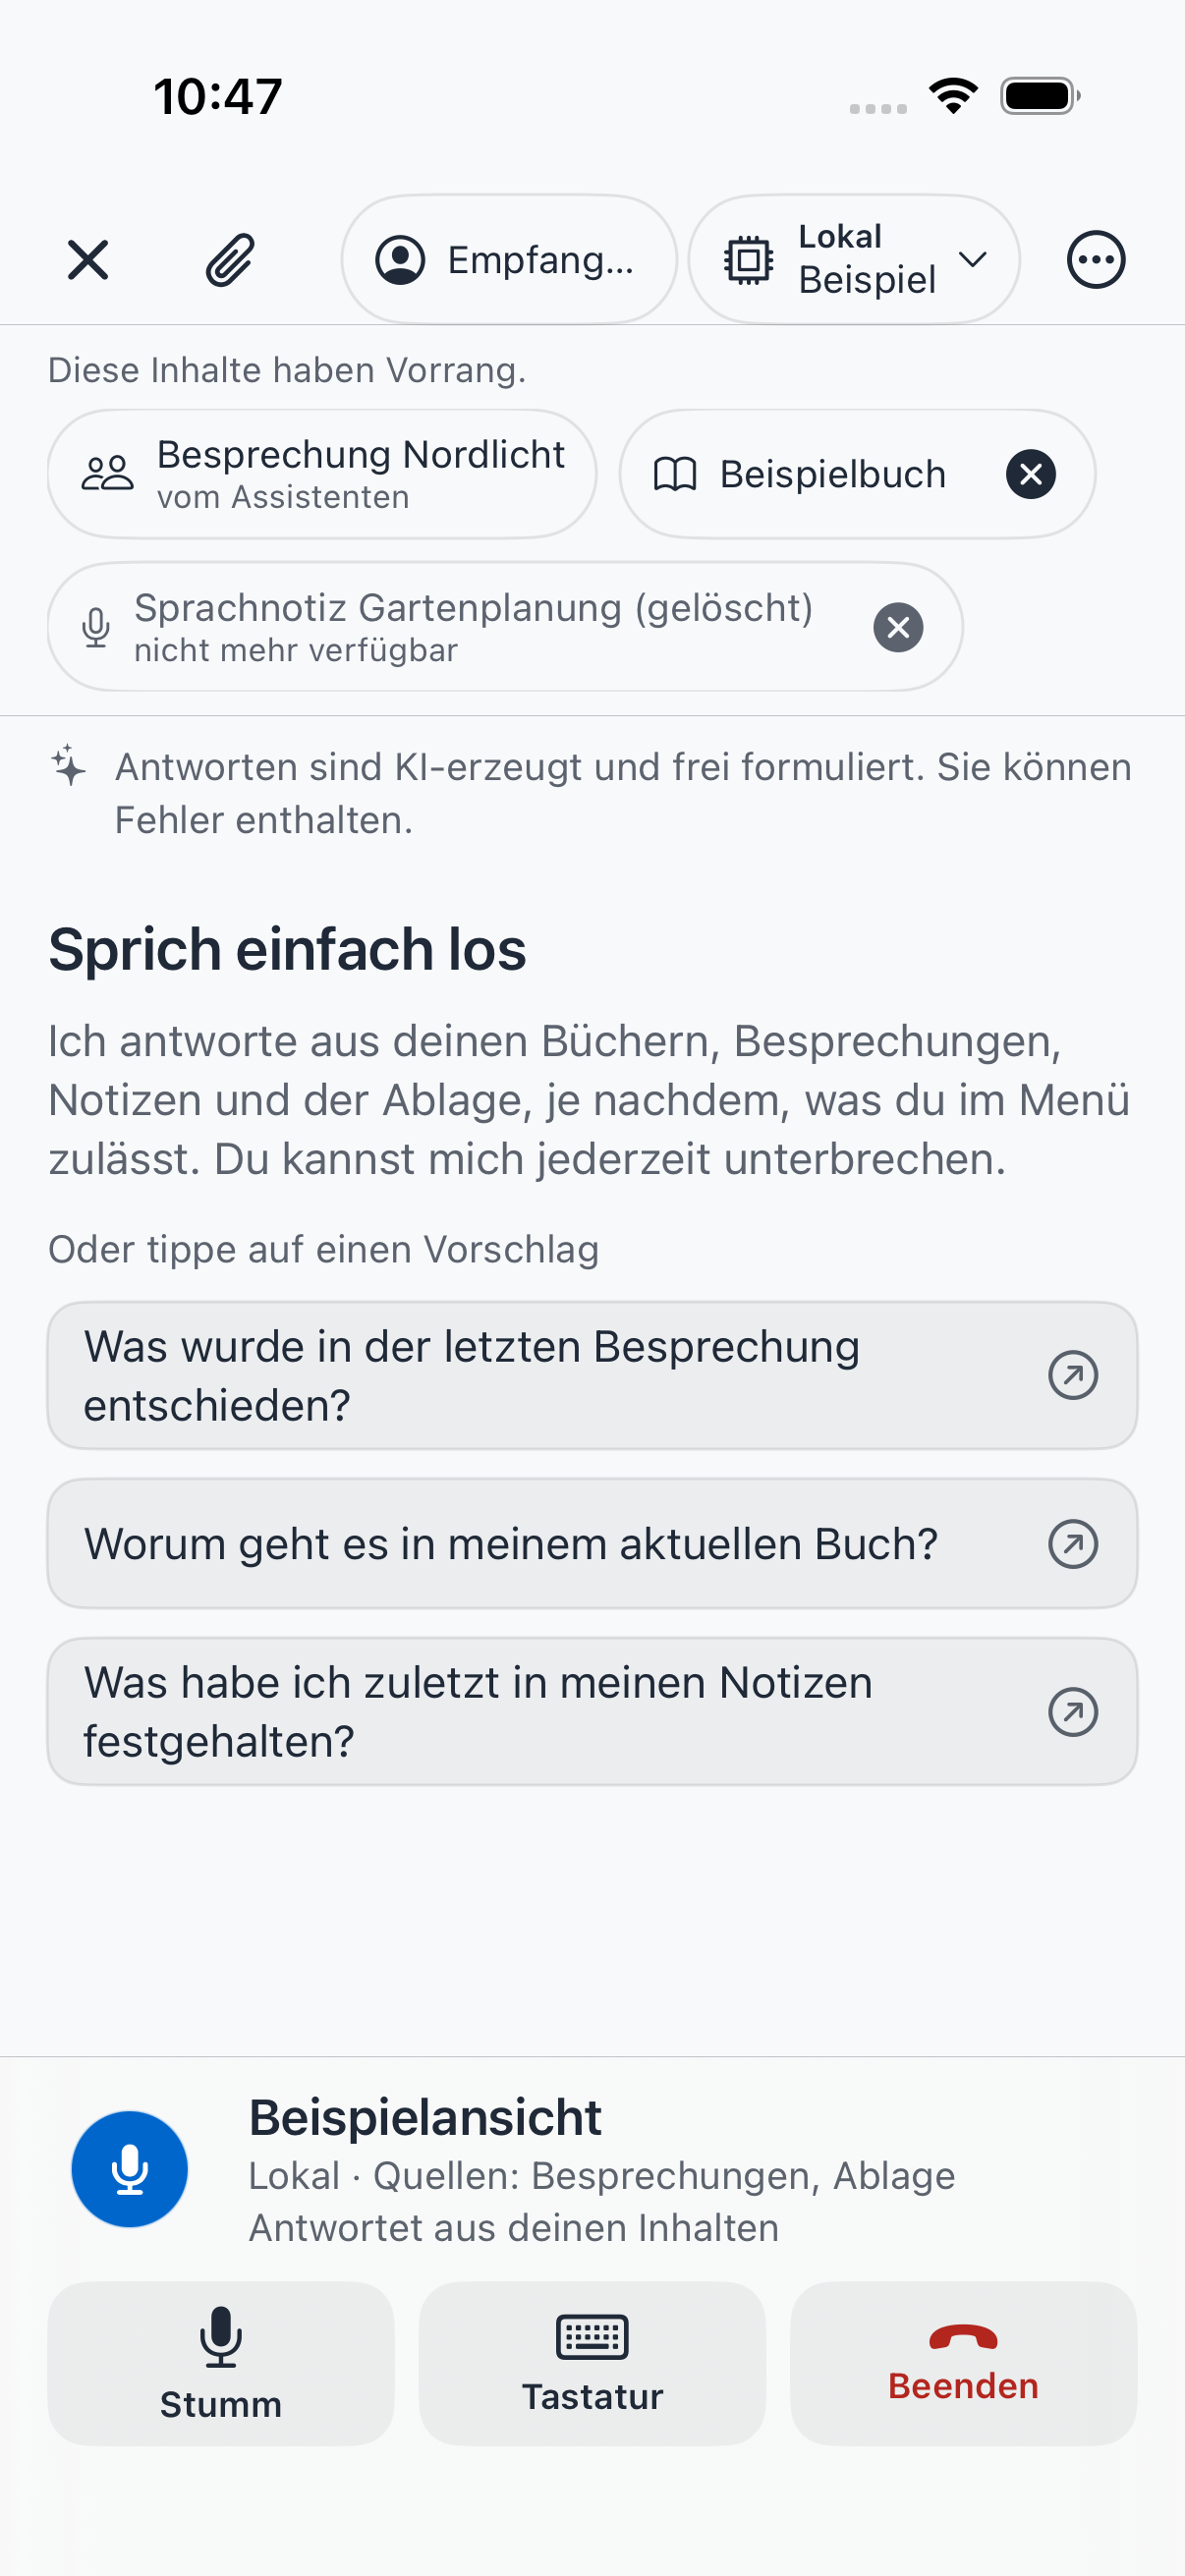 10:47
Empfang...
Lokal
Beispiel
Diese Inhalte haben Vorrang.
Besprechung Nordlicht
vom Assistenten
Beispielbuch
Sprachnotiz Gartenplanung (gelöscht)
nicht mehr verfügbar
Antworten sind KI-erzeugt und frei formuliert. Sie können
Fehler enthalten.
Sprich einfach los
Ich antworte aus deinen Büchern, Besprechungen,
Notizen und der Ablage, je nachdem, was du im Menü
zulässt. Du kannst mich jederzeit unterbrechen.
Oder tippe auf einen Vorschlag
Was wurde in der letzten Besprechung
entschieden?
Worum geht es in meinem aktuellen Buch?
Was habe ich zuletzt in meinen Notizen
festgehalten?
Beispielansicht
Lokal · Quellen: Besprechungen, Ablage
Antwortet aus deinen Inhalten
Stumm
Tastatur
Beenden